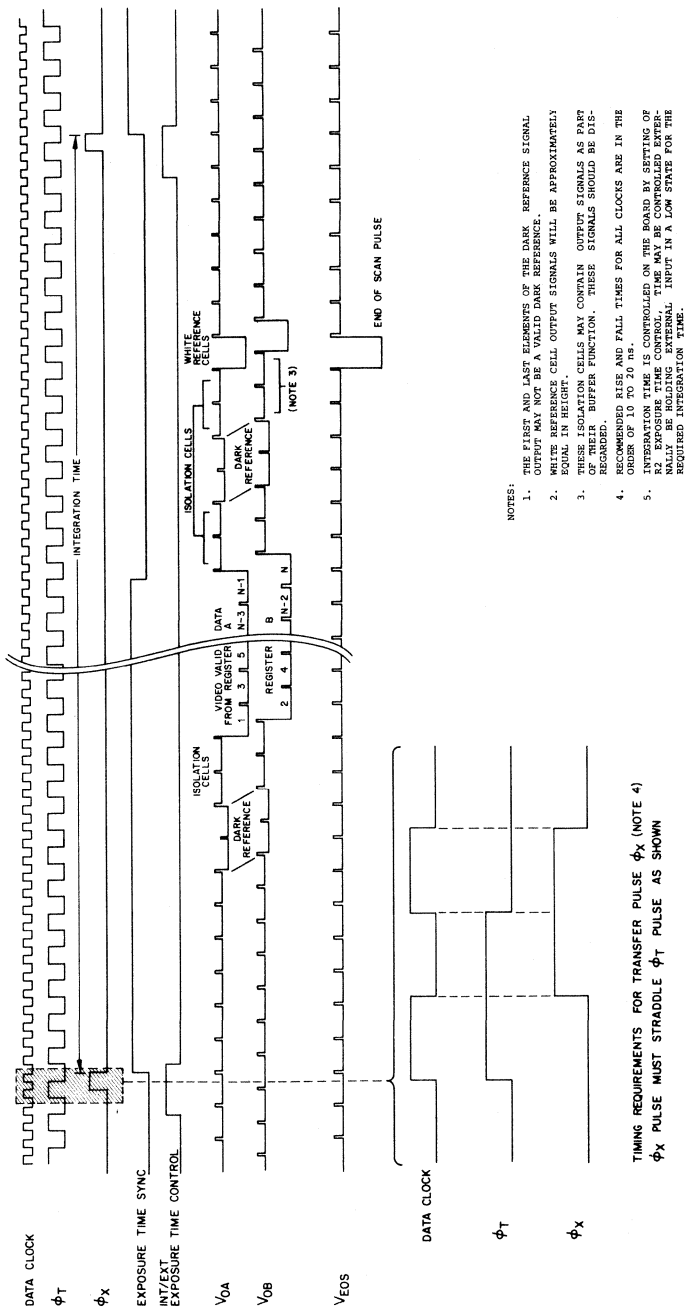 DATA CLOCK
ϕT
ϕX
INTEGRATION TIME
EXPOSURE TIME SYNC
INT/EXT
EXPOSURE TIME CONTROL
VOA
DARK
REFERENCE
ISOLATION
CELLS
VIDEO VALID DATA
FROM REGISTER A
1 3 5 N-3 N-1
ISOLATION CELLS
DARK
REFERENCE
WHITE
REFERENCE
CELLS
VOB
REGISTER B
2 4 N-2 N
(NOTE 3)
VEOS
END OF SCAN PULSE
DATA CLOCK
ϕT
ϕX
TIMING REQUIREMENTS FOR TRANSFER PULSE ϕX (NOTE 4)
ϕX PULSE MUST STRADDLE ϕT PULSE AS SHOWN
NOTES:
1. THE FIRST AND LAST ELEMENTS OF THE DARK REFERNCE SIGNAL
OUTPUT MAY NOT BE A VALID DARK REFERENCE.
2. WHITE REFERENCE CELL OUTPUT SIGNALS WILL BE APPROXIMATELY
EQUAL IN HEIGHT.
3. THESE ISOLATION CELLS MAY CONTAIN OUTPUT SIGNALS AS PART
OF THEIR BUFFER FUNCTION. THESE SIGNALS SHOULD BE DIS-
REGARDED.
4. RECOMMENDED RISE AND FALL TIMES FOR ALL CLOCKS ARE IN THE
ORDER OF 10 TO 20 ns.
5. INTEGRATION TIME IS CONTROLLED ON THE BOARD BY SETTING OF
R2 EXPOSURE TIME CONTROL, TIME MAY BE CONTROLLED EXTER-
NALLY BE HOLDING EXTERNAL INPUT IN A LOW STATE FOR THE
REQUIRED INTEGRATION TIME.